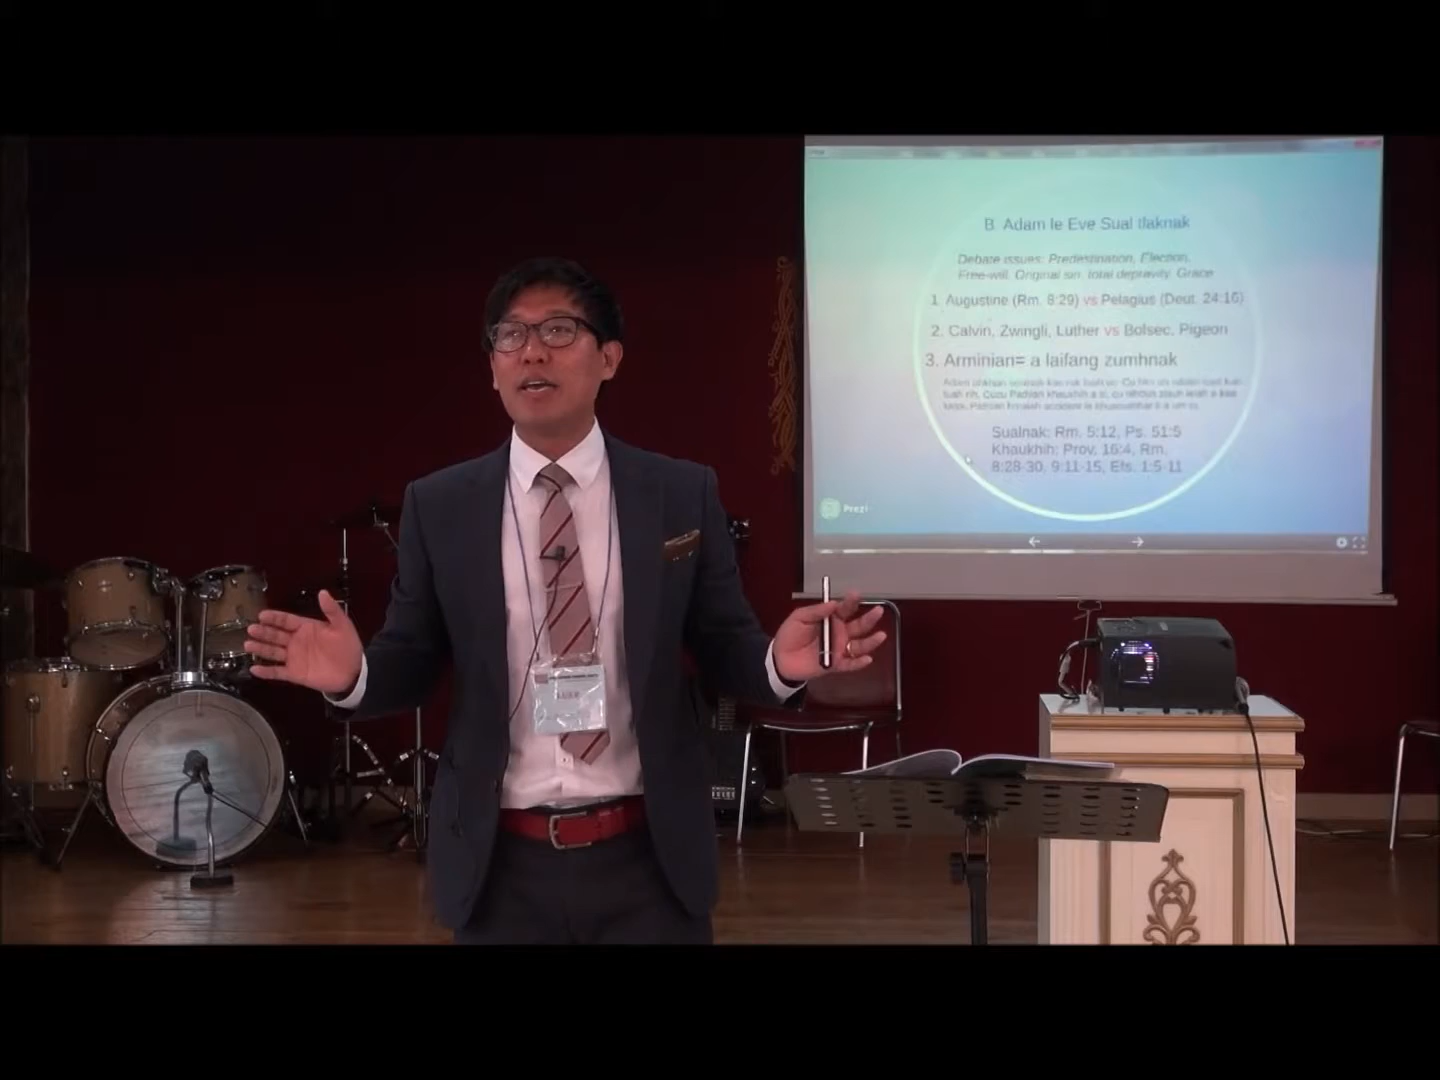 B. Adam le Eve Sual tlaknak
Debate issues: Predestination, Election,
Free-will, Original sin, total depravity, Grace
1. Augustine (Rm. 8:29) vs Pelagius (Deut. 24:16)
2. Calvin, Zwingli, Luther vs Bolsec, Pigeon
3. Arminian= a laifang zumhnak
Sualnak: Rm. 5:12, Ps. 51:5
Khaukhih: Prov. 16:4, Rm.
8:28-30, 9:11-15, Efs. 1:5-11
Prezi